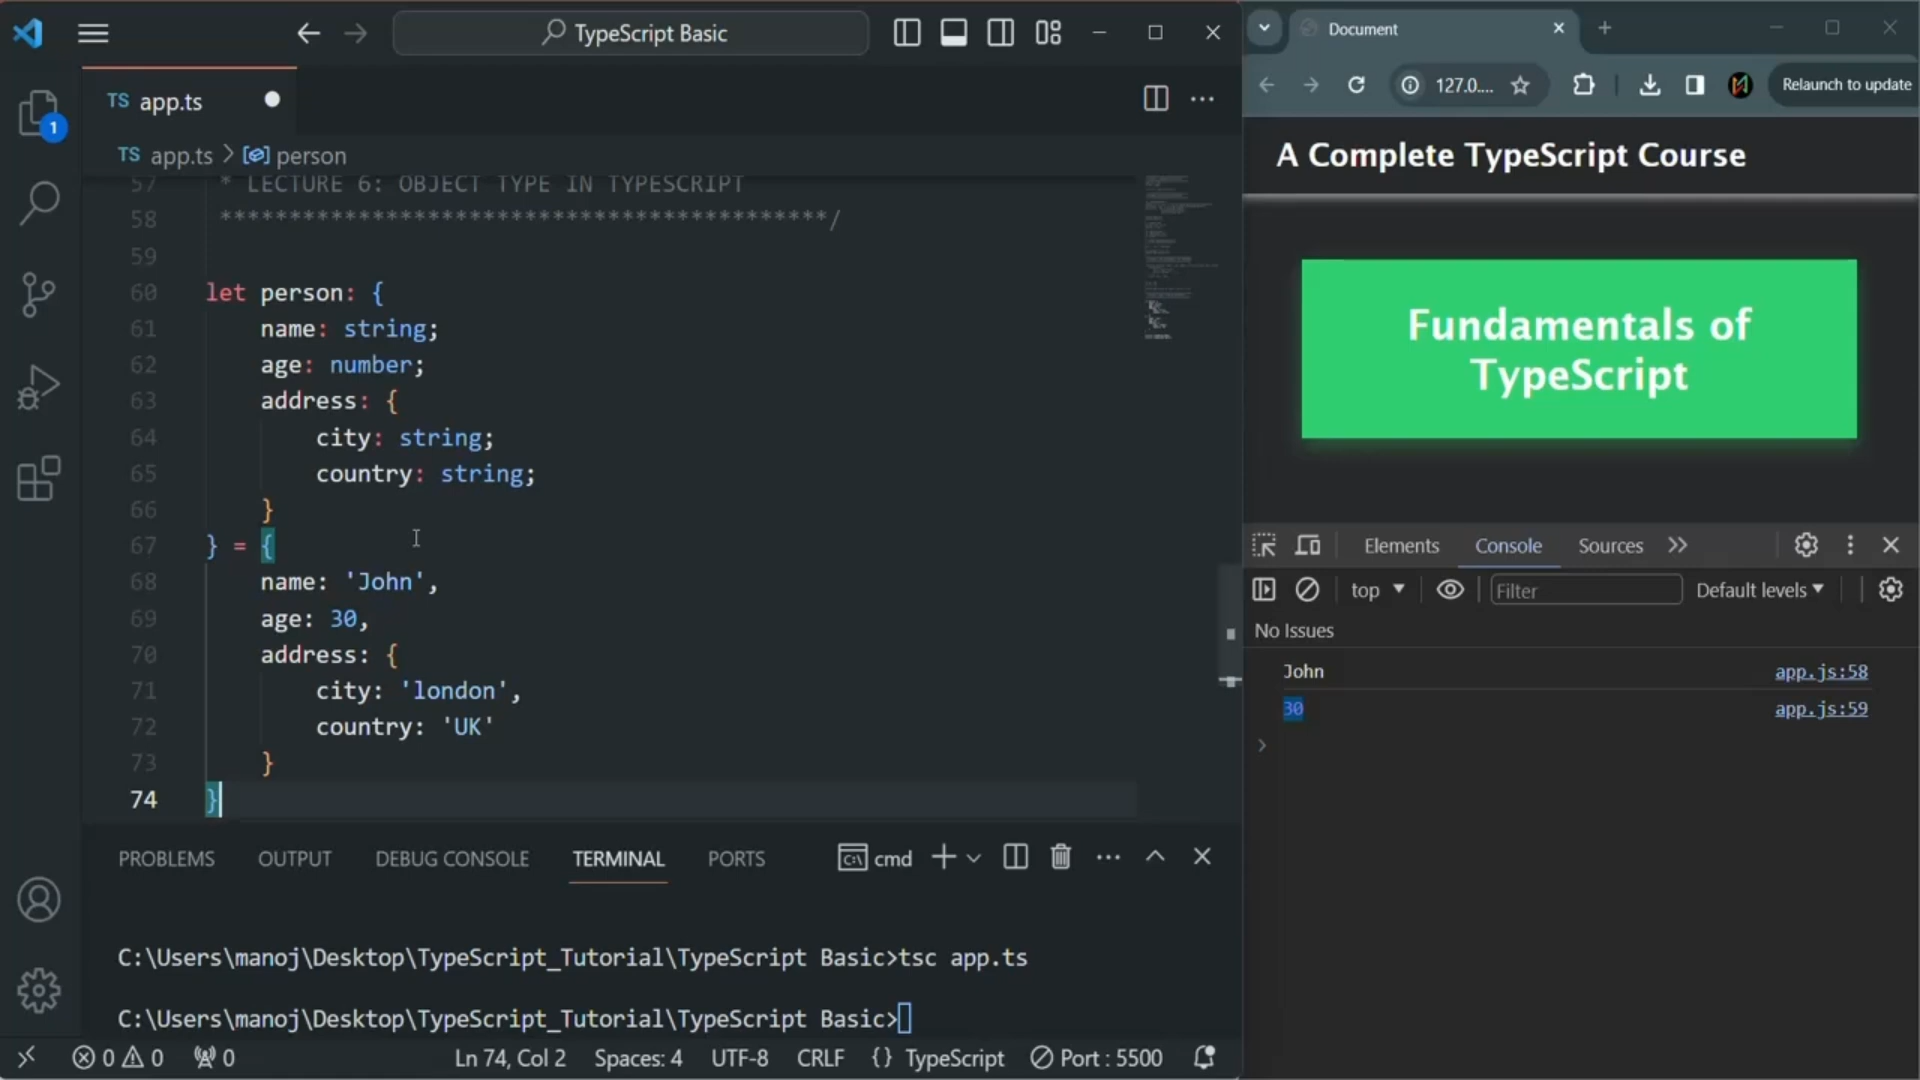 TypeScript Basic
TS app.ts
TS app.ts > person
57 * LECTURE 6: OBJECT TYPE IN TYPESCRIPT
58 ********************************************/
59
60 let person: {
61 name: string;
62 age: number;
63 address: {
64 city: string;
65 country: string;
66 }
67 } = {
68 name: 'John',
69 age: 30,
70 address: {
71 city: 'london',
72 country: 'UK'
73 }
74 }
1
PROBLEMS OUTPUT DEBUG CONSOLE TERMINAL PORTS cmd
C:\Users\manoj\Desktop\TypeScript_Tutorial\TypeScript Basic>tsc app.ts
C:\Users\manoj\Desktop\TypeScript_Tutorial\TypeScript Basic>
0 0 0 Ln 74, Col 2 Spaces: 4 UTF-8 CRLF {} TypeScript Port : 5500
Document
127.0.... Relaunch to update
A Complete TypeScript Course
Fundamentals of
TypeScript
Elements Console Sources
top Filter Default levels
No Issues
John app.js:58
30 app.js:59